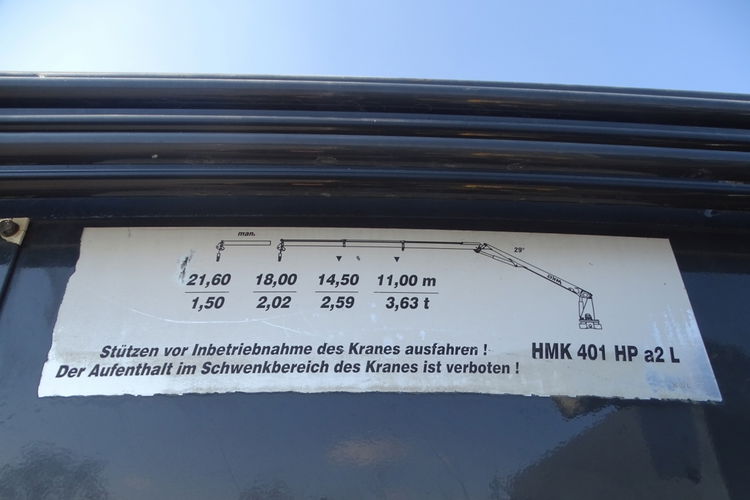 man.
29°
21,60 18,00 14,50 11,00 m
1,50 2,02 2,59 3,63 t
Stützen vor Inbetriebnahme des Kranes ausfahren !
Der Aufenthalt im Schwenkbereich des Kranes ist verboten !
HMK 401 HP a2 L